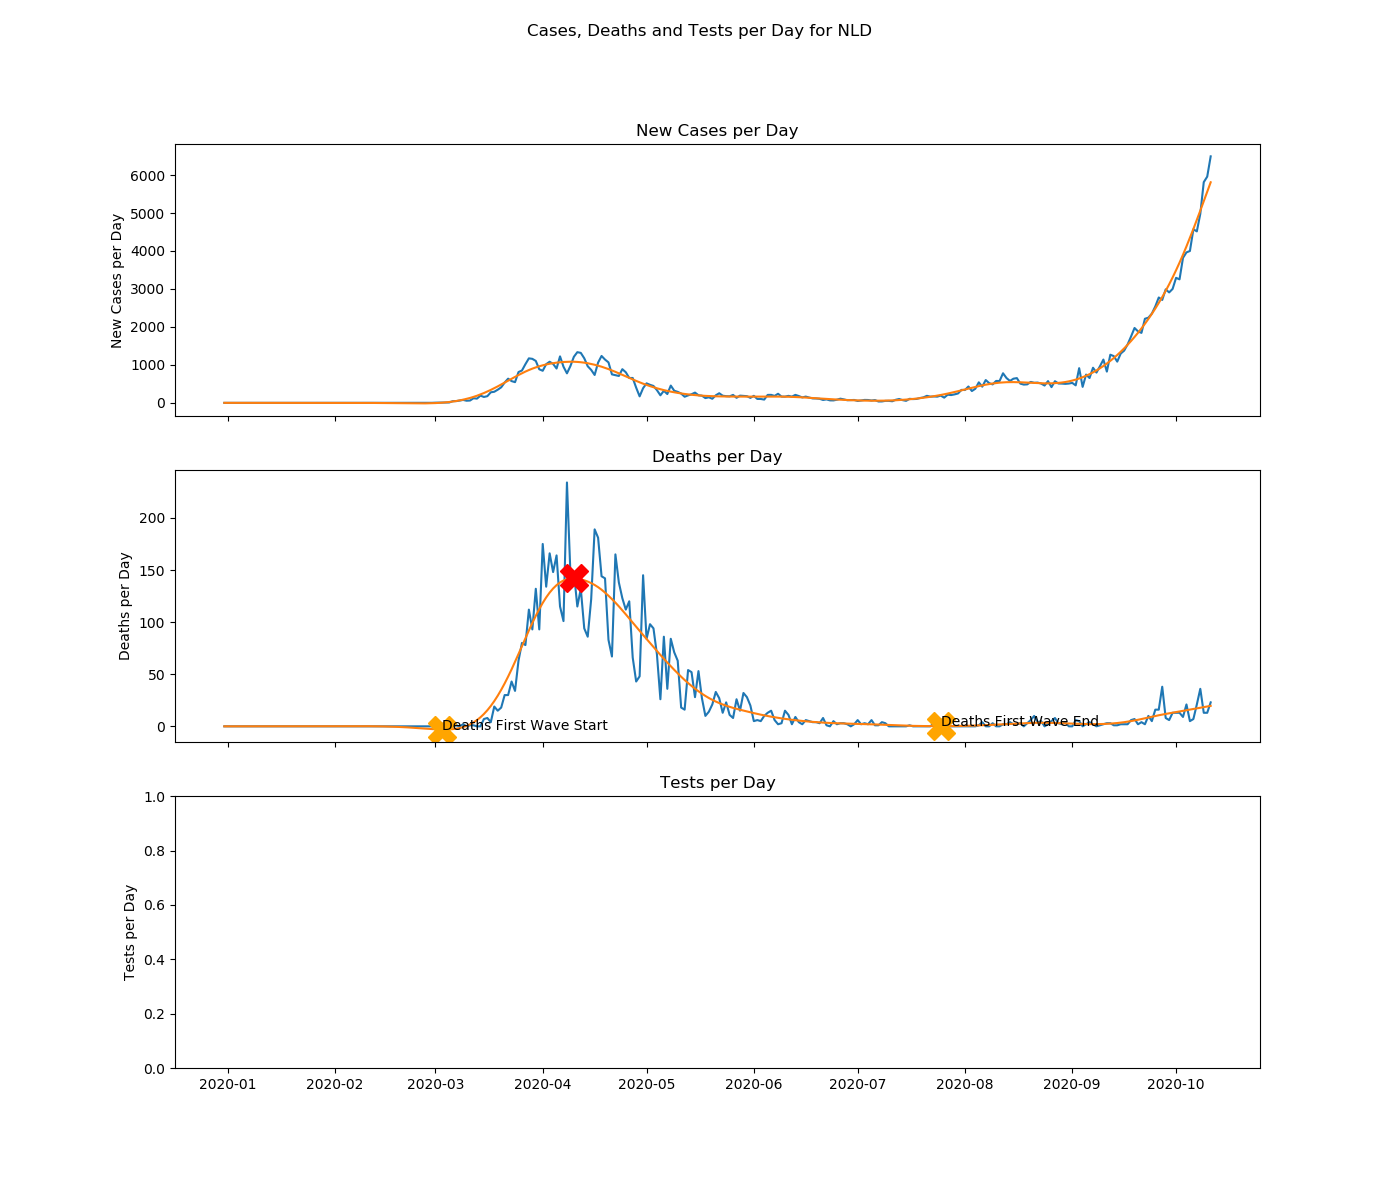 Cases, Deaths and Tests per Day for NLD
New Cases per Day
New Cases per Day
6000
5000
4000
3000
2000
1000
0
Deaths per Day
Deaths per Day
200
150
100
50
0
Deaths First Wave Start
Deaths First Wave End
Tests per Day
Tests per Day
1.0
0.8
0.6
0.4
0.2
0.0
2020-01 2020-02 2020-03 2020-04 2020-05 2020-06 2020-07 2020-08 2020-09 2020-10